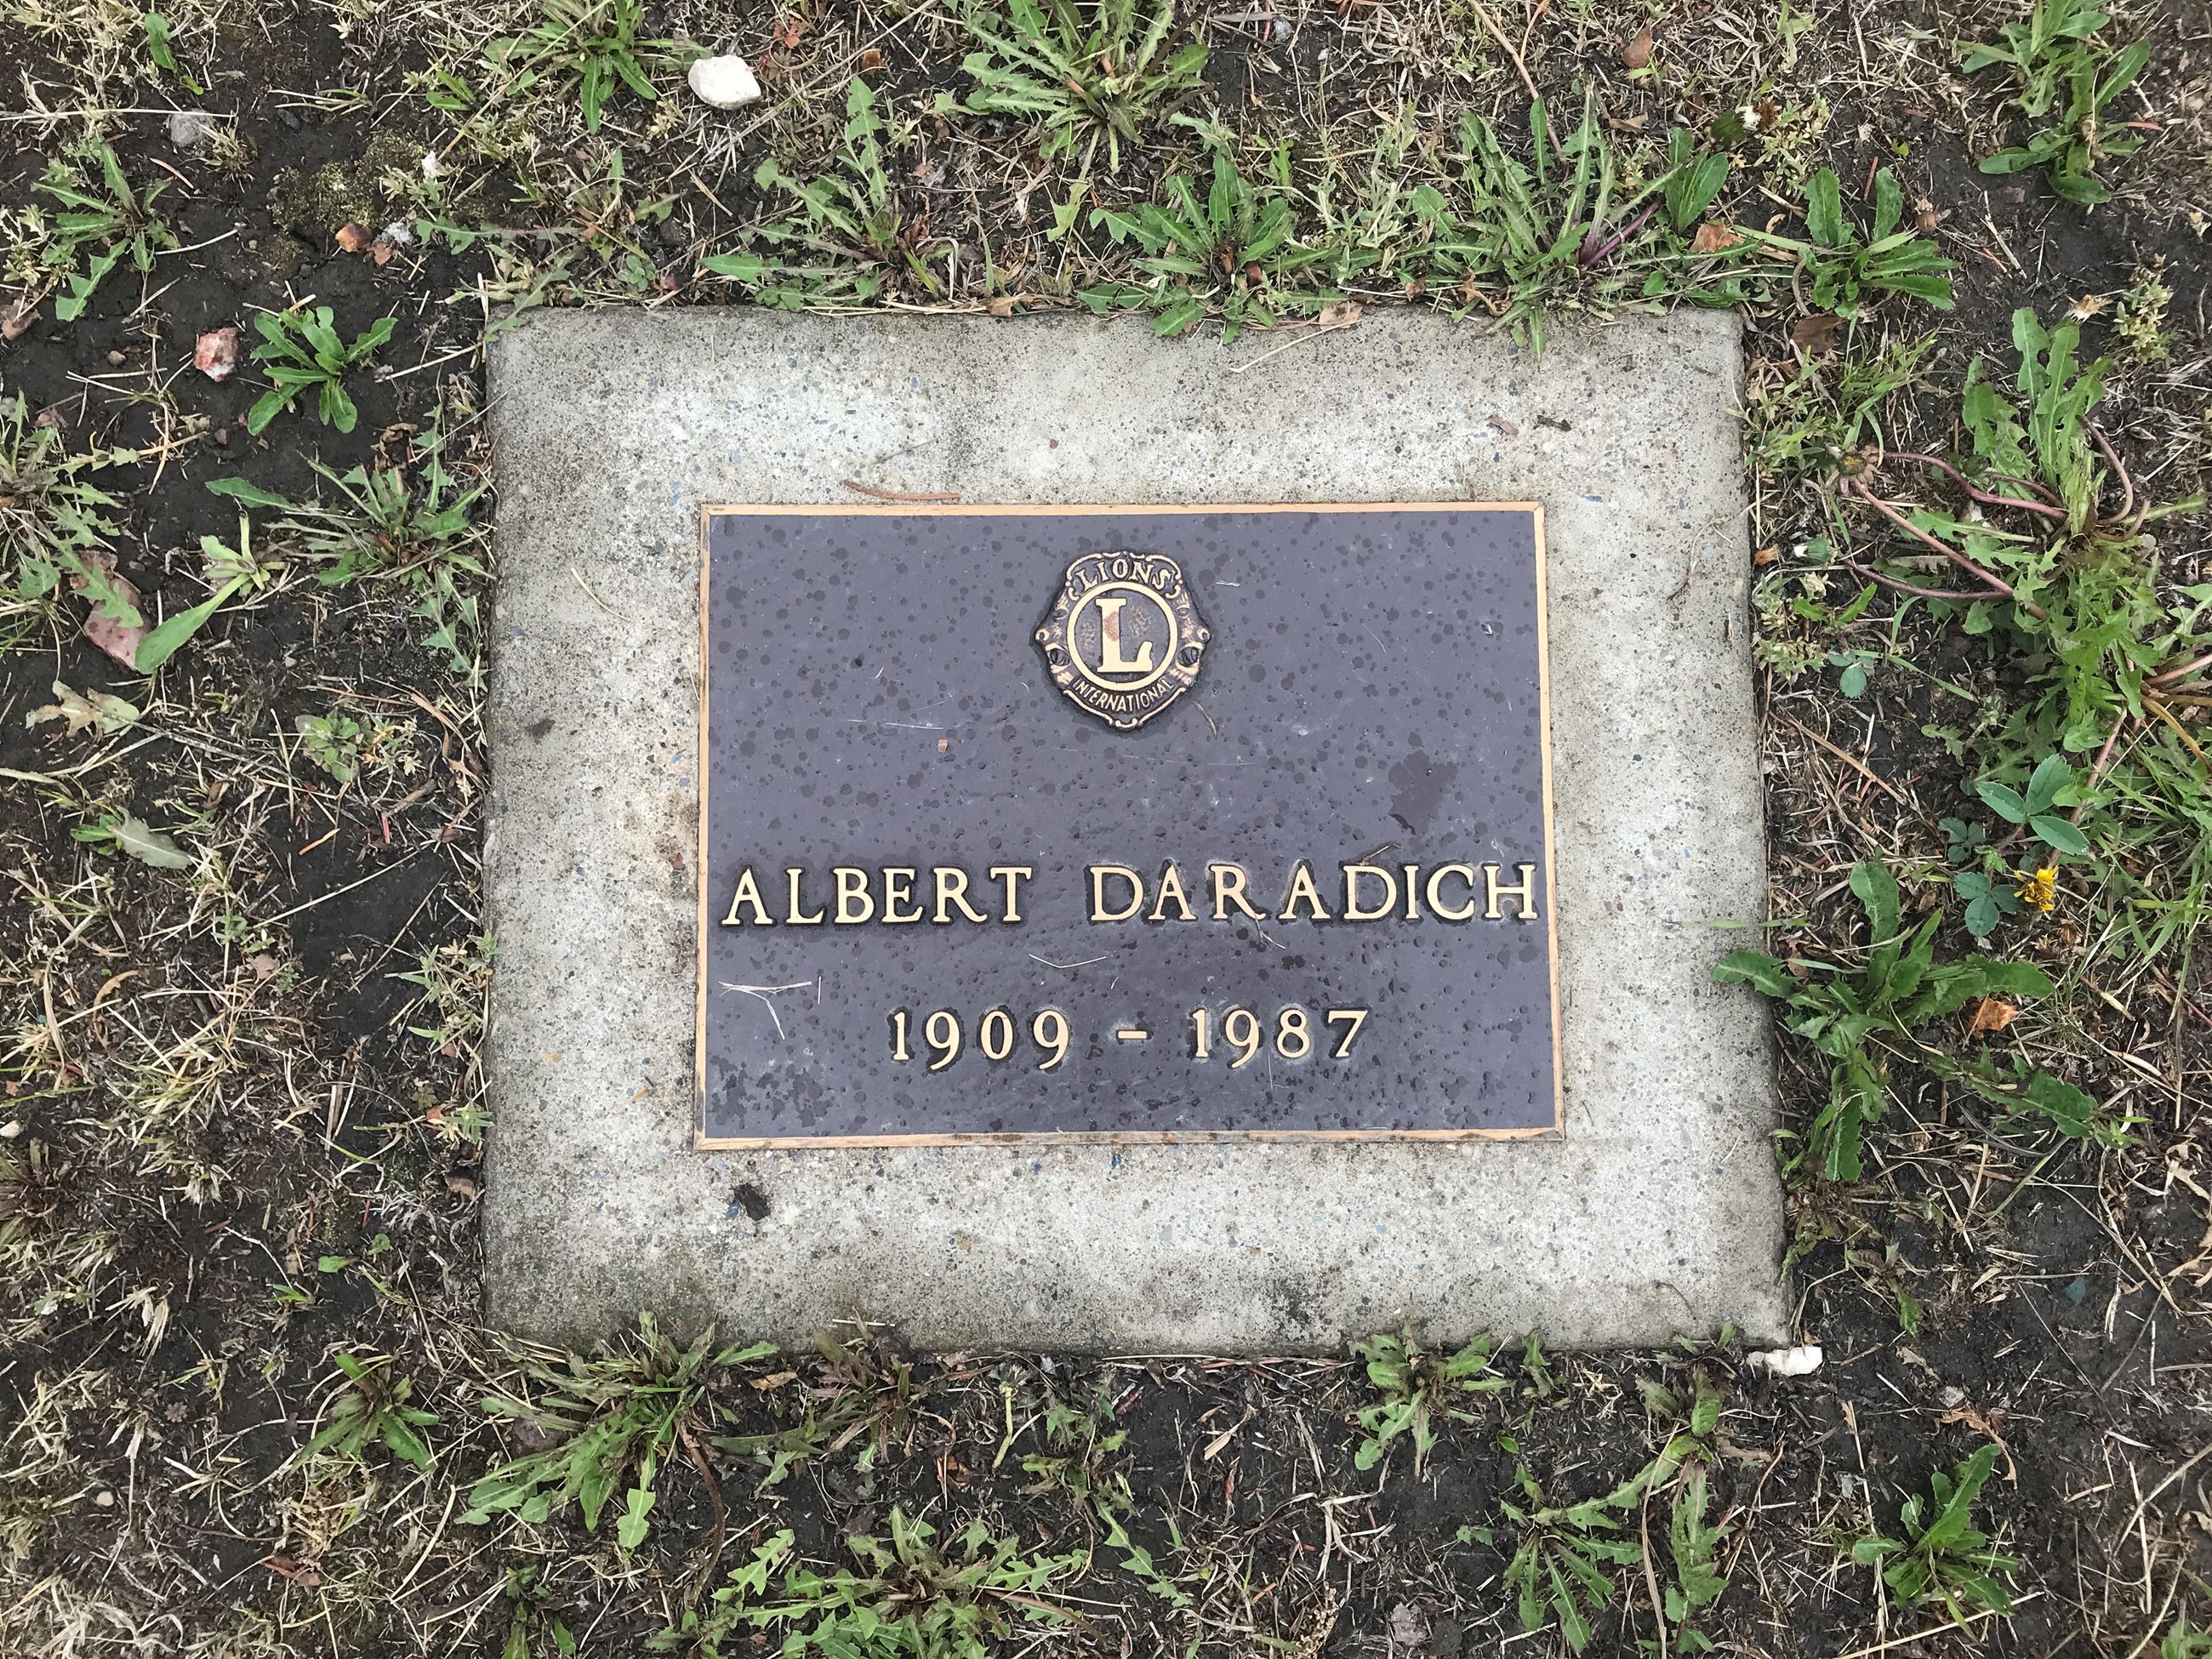 LIONS
L
INTERNATIONAL
ALBERT DARADICH
1909 - 1987